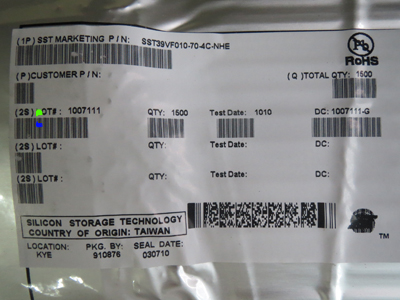 (1P) SST MARKETING P/N: SST39VF010-70-4C-NHE
Pb
RoHS
(P)CUSTOMER P/N:
(Q)TOTAL QTY: 1500
(2S) LOT#: 1007111 QTY: 1500 Test Date: 1010 DC: 1007111-G
(2S) LOT#: QTY: Test Date: DC:
(2S) LOT#: QTY: Test Date: DC:
SILICON STORAGE TECHNOLOGY
COUNTRY OF ORIGIN: TAIWAN
LOCATION: PKG. BY: SEAL DATE:
KYE 910876 030710
TM